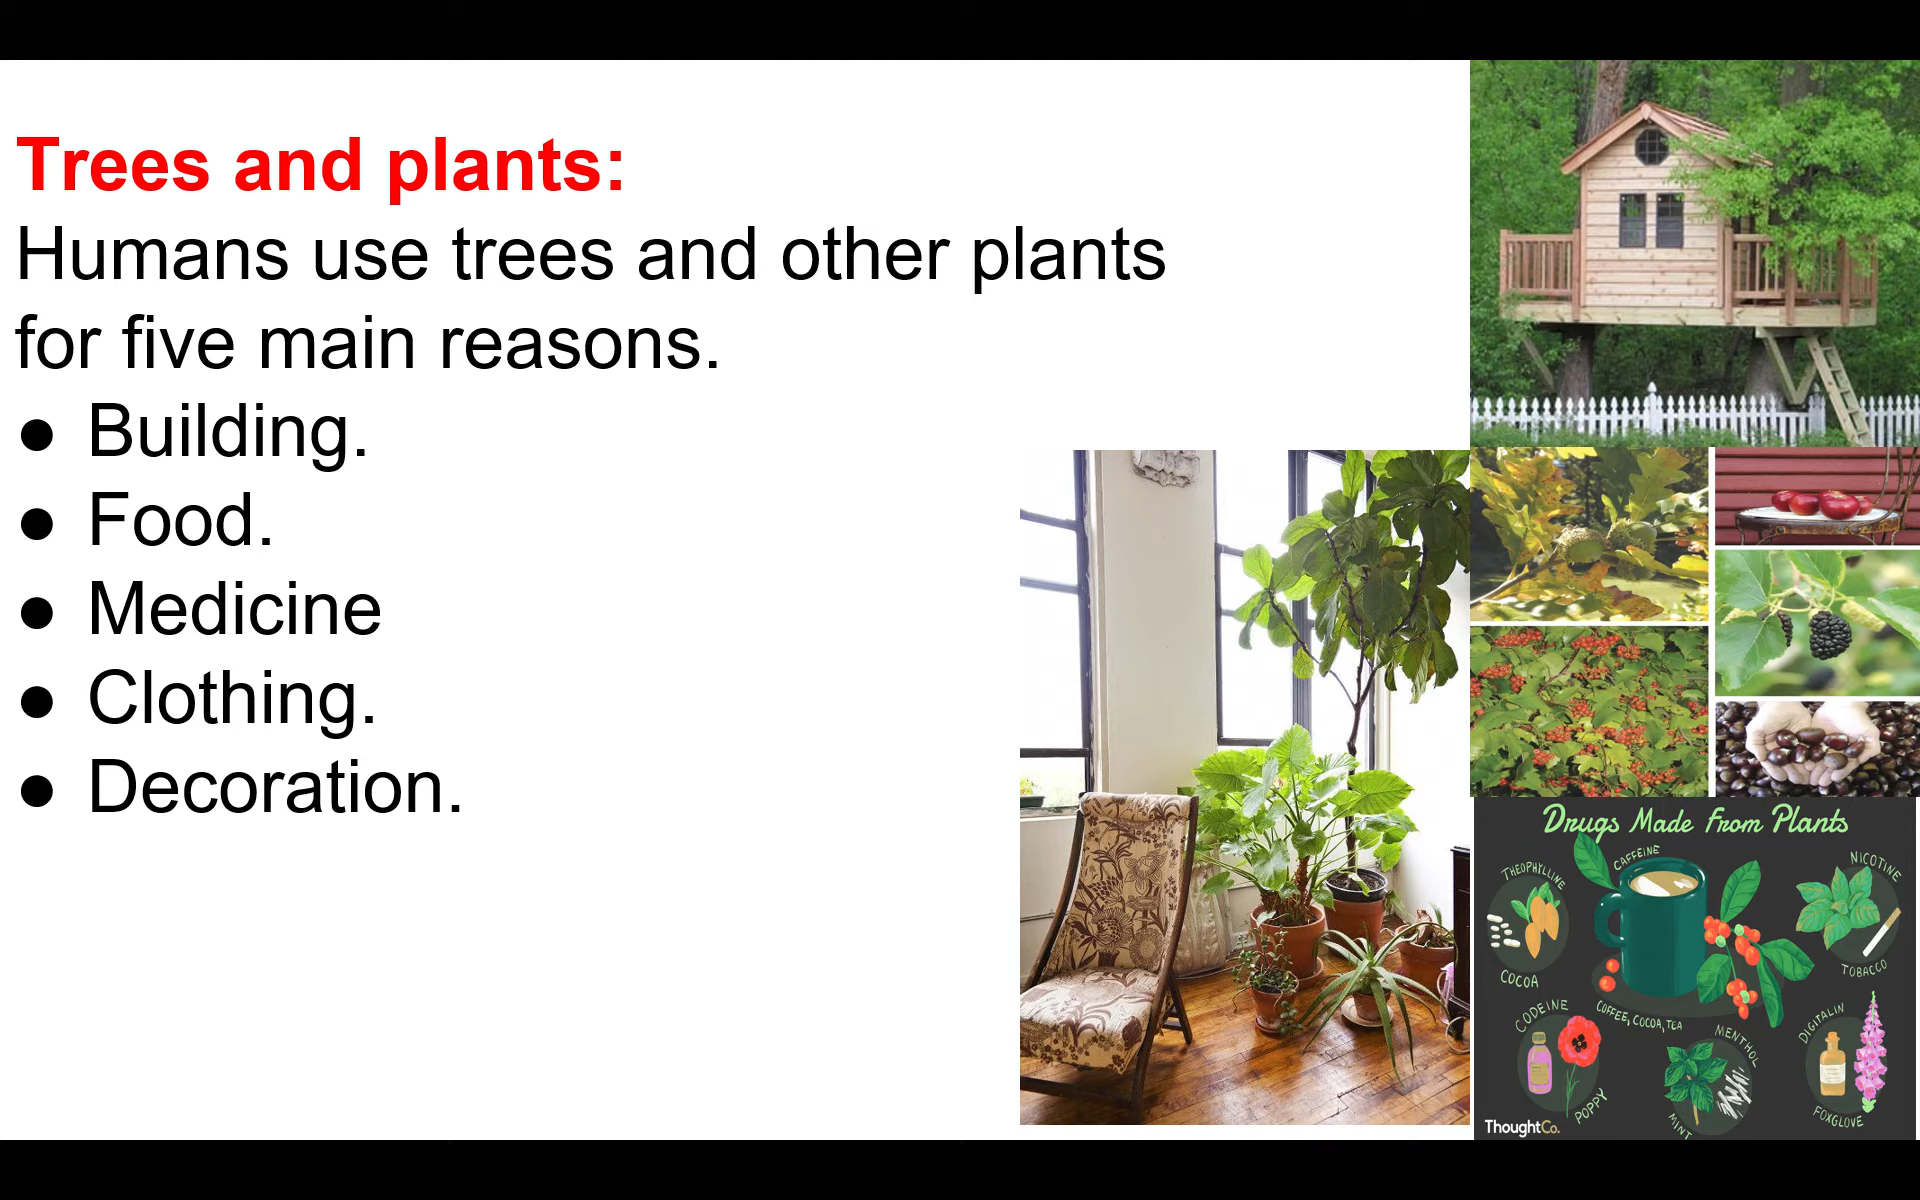 Trees and plants:
Humans use trees and other plants
for five main reasons.
● Building.
● Food.
● Medicine
● Clothing.
● Decoration.
Drugs Made From Plants
THEOPHYLLINE
COCOA
CAFFEINE
COFFEE, COCOA, TEA
NICOTINE
TOBACCO
CODEINE
POPPY
MENTHOL
MINT
DIGITALIN
FOXGLOVE
ThoughtCo.